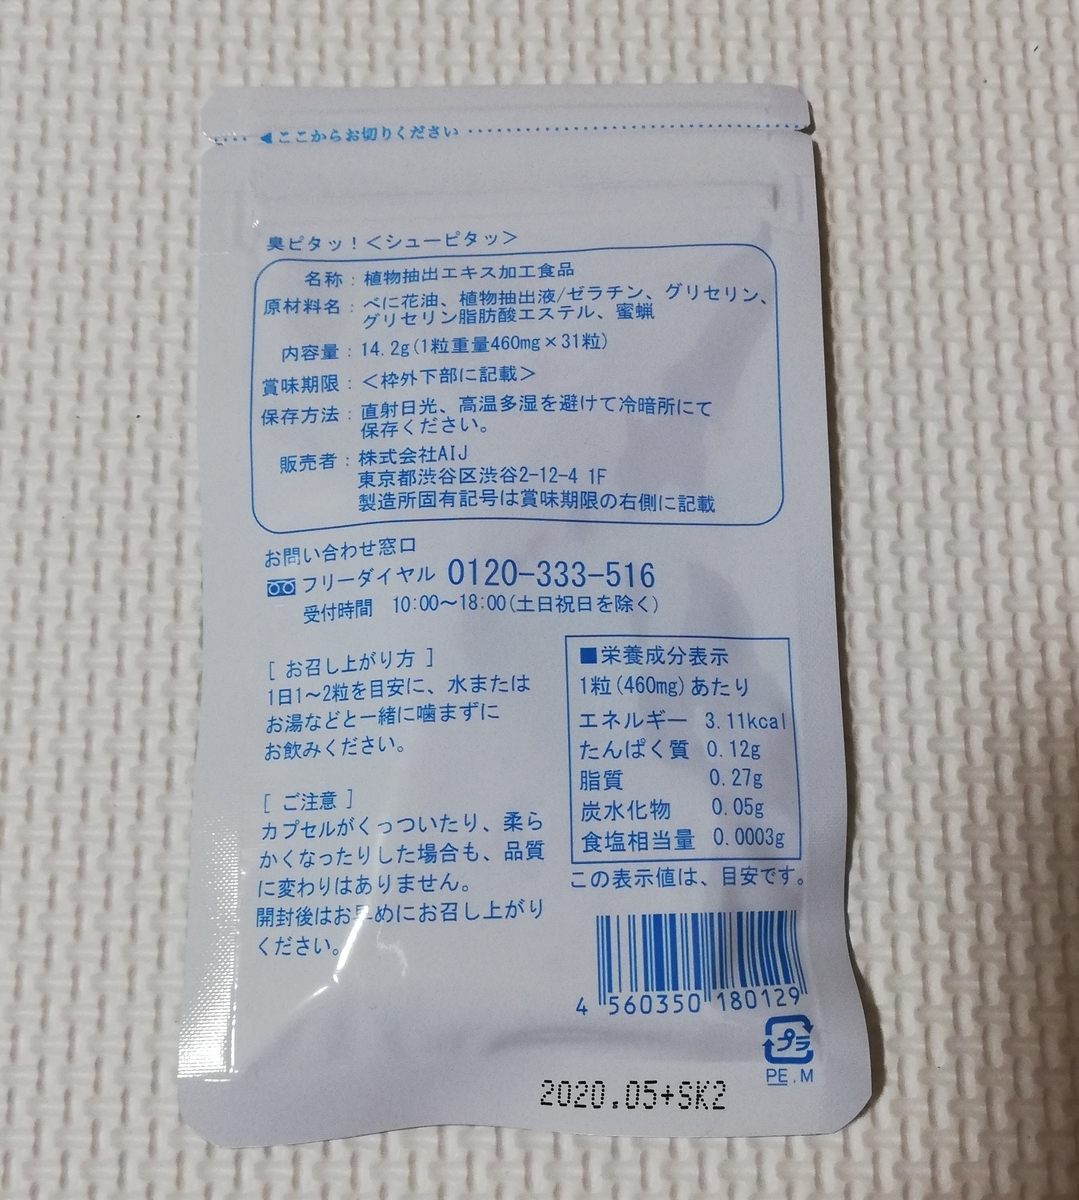 ◀ここからお切りください
臭ピタッ！＜シューピタッ＞
名称：植物抽出エキス加工食品
原材料名：べに花油、植物抽出液/ゼラチン、グリセリン、
グリセリン脂肪酸エステル、蜜蝋
内容量：14.2g(1粒重量460mg×31粒)
賞味期限：＜枠外下部に記載＞
保存方法：直射日光、高温多湿を避けて冷暗所にて
保存ください。
販売者：株式会社AIJ
東京都渋谷区渋谷2-12-4 1F
製造所固有記号は賞味期限の右側に記載
お問い合わせ窓口
フリーダイヤル 0120-333-516
受付時間 10:00～18:00(土日祝日を除く)
[ お召し上がり方 ]
1日1～2粒を目安に、水または
お湯などと一緒に噛まずに
お飲みください。
[ ご注意 ]
カプセルがくっついたり、柔ら
かくなったりした場合も、品質
に変わりはありません。
開封後はお早めにお召し上がり
ください。
■栄養成分表示
1粒(460mg)あたり
エネルギー 3.11kcal
たんぱく質 0.12g
脂質 0.27g
炭水化物 0.05g
食塩相当量 0.0003g
この表示値は、目安です。
4 560350 180129
プラ
PE.M
2020.05+SK2